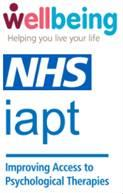 wellbeing
Helping you live your life
NHS
iapt
Improving Access to
Psychological Therapies